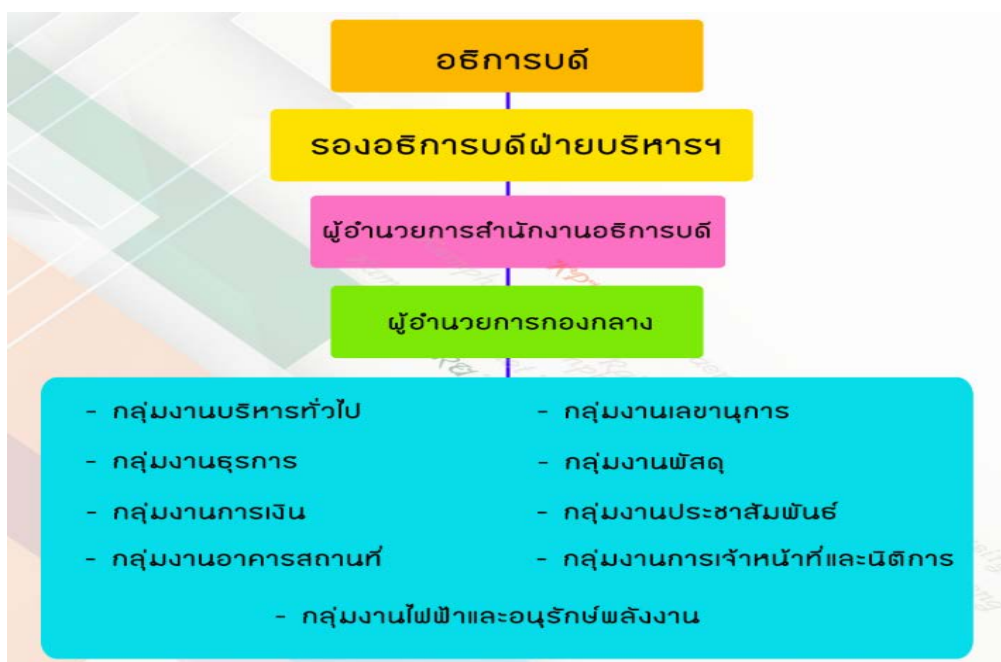 อธิการบดี
รองอธิการบดีฝ่ายบริหารฯ
ผู้อำนวยการสำนักงานอธิการบดี
ผู้อำนวยการกองกลาง
- กลุ่มงานบริหารทั่วไป
- กลุ่มงานเลขานุการ
- กลุ่มงานธุรการ
- กลุ่มงานพัสดุ
- กลุ่มงานการเงิน
- กลุ่มงานประชาสัมพันธ์
- กลุ่มงานอาคารสถานที่
- กลุ่มงานการเจ้าหน้าที่และนิติการ
- กลุ่มงานไฟฟ้าและอนุรักษ์พลังงาน